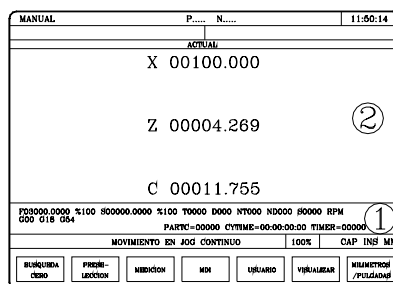 MANUAL P..... N..... 11:50:14
ACTUAL
X 00100.000
Z 00004.269
2
C 00011.755
F03000.0000 %100 S00000.0000 %100 T0000 D000 NT000 ND000 S0000 RPM
G00 G18 G54
PARTC=00000 CYTIME=00:00:00:00 TIMER=00000
1
MOVIMIENTO EN JOG CONTINUO 100% CAP INS
BUSQUEDA CERO PRESE-LECCION MEDICION MDI USUARIO VISUALIZAR MILIMETROS /PULGADAS